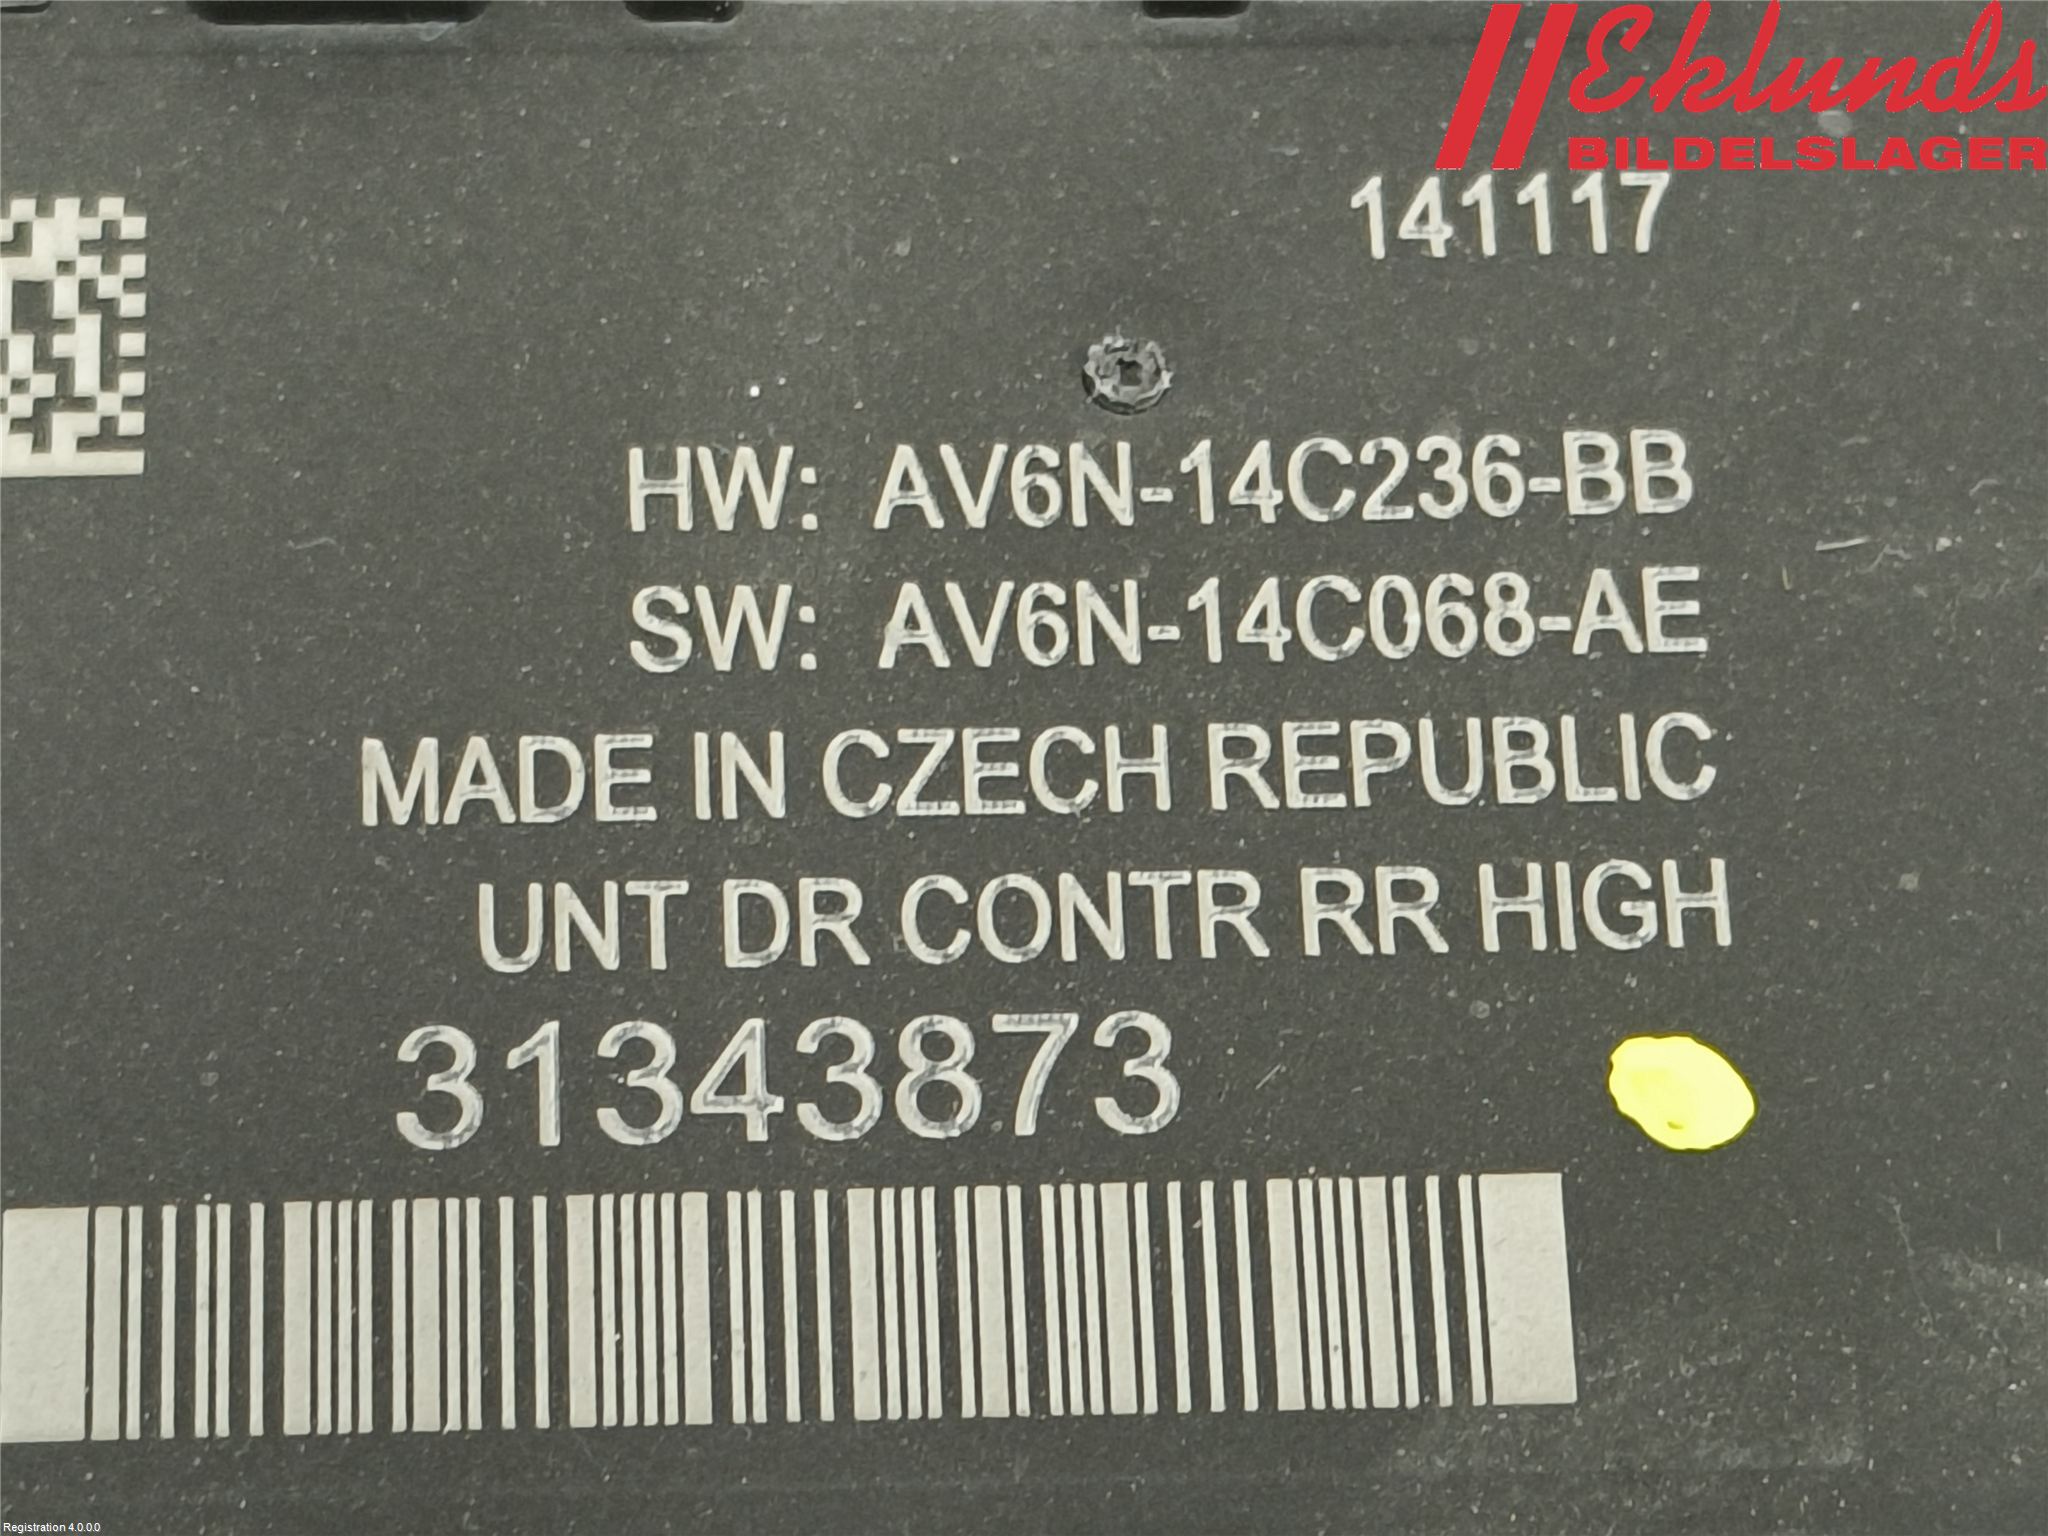 Eklunds
BILDELSLAGER
141117
HW: AV6N-14C236-BB
SW: AV6N-14C068-AE
MADE IN CZECH REPUBLIC
UNT DR CONTR RR HIGH
31343873
Registration 4.0.0.0